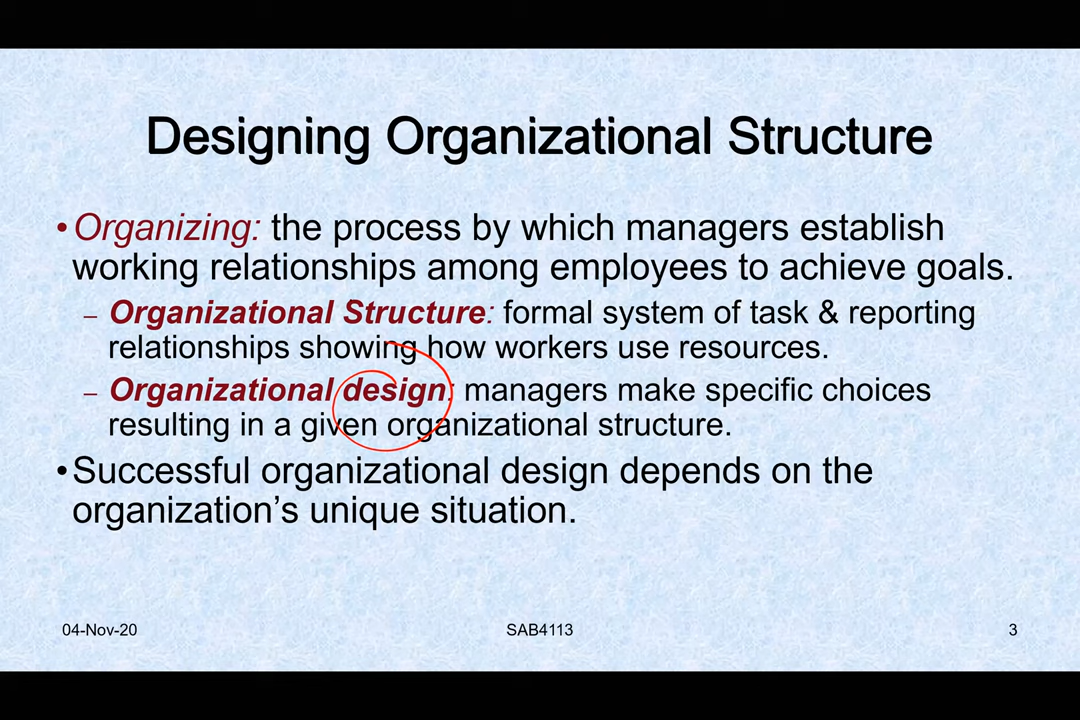 Designing Organizational Structure
•Organizing: the process by which managers establish
working relationships among employees to achieve goals.
– Organizational Structure: formal system of task & reporting
relationships showing how workers use resources.
– Organizational design: managers make specific choices
resulting in a given organizational structure.
•Successful organizational design depends on the
organization’s unique situation.
04-Nov-20 SAB4113 3